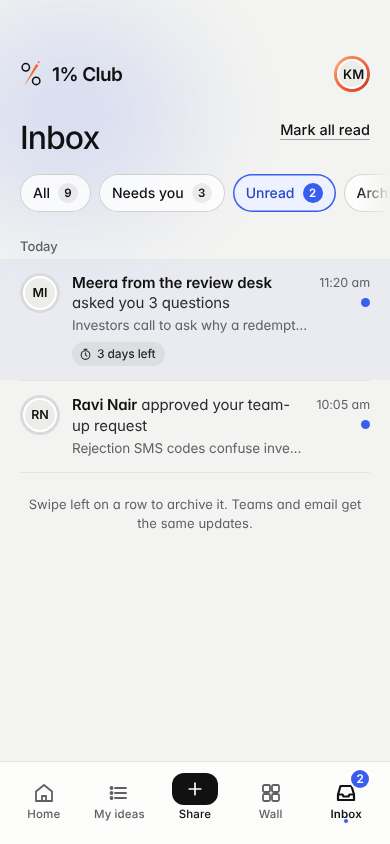 1% Club
KM
Inbox
Mark all read
All 9
Needs you 3
Unread 2
Arch
Today
MI
Meera from the review desk
asked you 3 questions
11:20 am
Investors call to ask why a redempt...
3 days left
RN
Ravi Nair approved your team-
up request
10:05 am
Rejection SMS codes confuse inve...
Swipe left on a row to archive it. Teams and email get
the same updates.
2
Home
My ideas
Share
Wall
Inbox